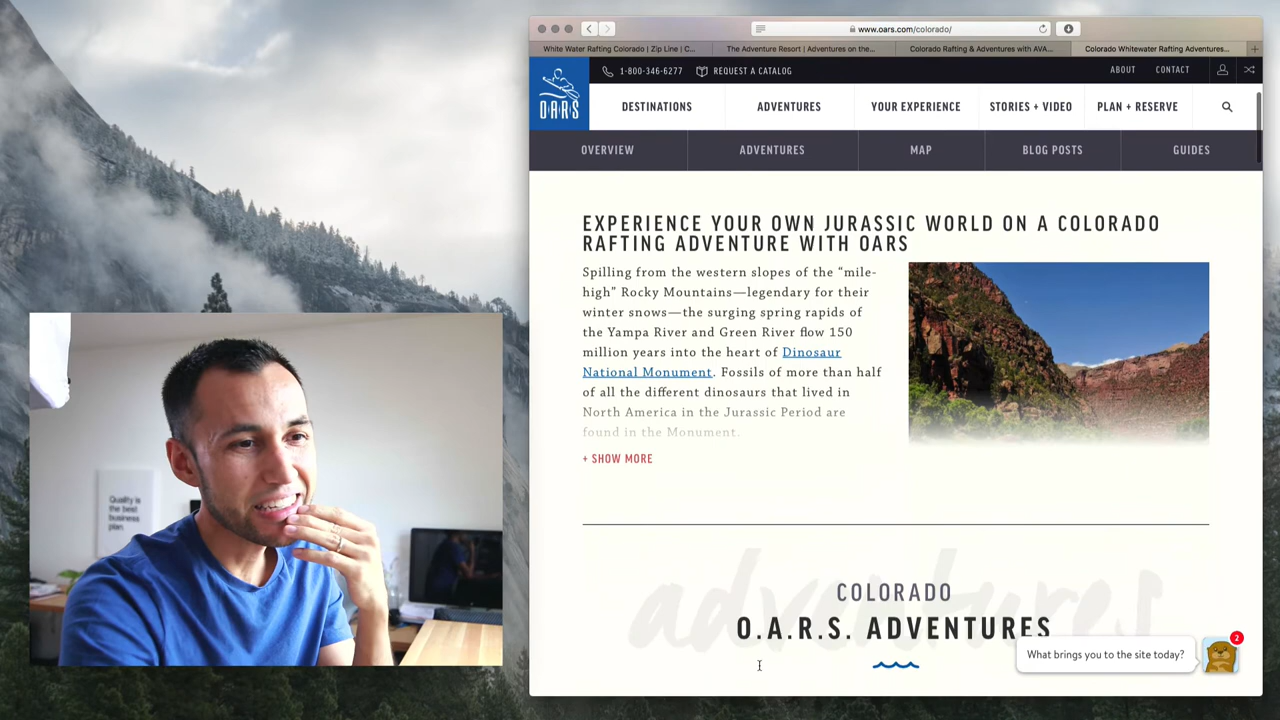 www.oars.com/colorado/
White Water Rafting Colorado | Zip Line | C...
The Adventure Resort | Adventures on the...
Colorado Rafting & Adventures with AVA...
Colorado Whitewater Rafting Adventures...
1-800-346-6277
REQUEST A CATALOG
ABOUT
CONTACT
OARS
DESTINATIONS
ADVENTURES
YOUR EXPERIENCE
STORIES + VIDEO
PLAN + RESERVE
OVERVIEW
ADVENTURES
MAP
BLOG POSTS
GUIDES
EXPERIENCE YOUR OWN JURASSIC WORLD ON A COLORADO
RAFTING ADVENTURE WITH OARS
Spilling from the western slopes of the “mile-
high” Rocky Mountains—legendary for their
winter snows—the surging spring rapids of
the Yampa River and Green River flow 150
million years into the heart of Dinosaur
National Monument. Fossils of more than half
of all the different dinosaurs that lived in
North America in the Jurassic Period are
found in the Monument.
+ SHOW MORE
adventures
COLORADO
O.A.R.S. ADVENTURES
What brings you to the site today?
2
Quality is
the best
business
plan.